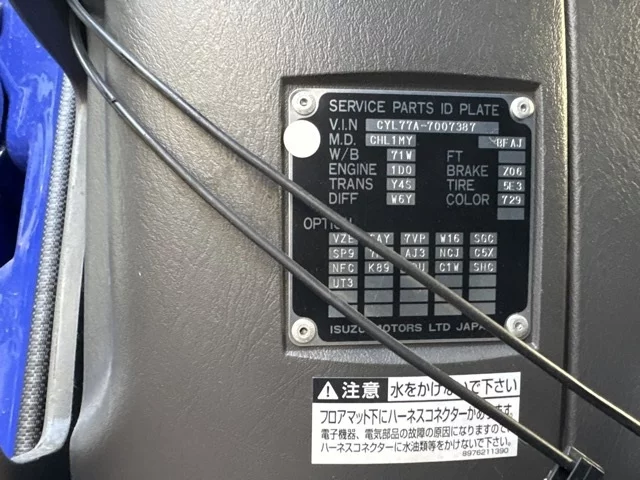 SERVICE PARTS ID PLATE
V.I.N CYL77A-7007387
M.D. CHL1MY 8FAJ
W/B 71W FT
ENGINE 1D0 BRAKE Z06
TRANS Y4S TIRE 5E3
DIFF W6Y COLOR 729
OPTION
VZE 7VP W16 SQC
SP9 AJ3 NCJ C5X
NFC K89 C1W SHC
UT3
ISUZU MOTORS LTD JAPAN
注意 水をかけないで下さい
フロアマット下にハーネスコネクターがあります。
電子機器、電気部品の故障の原因になりますので
ハーネスコネクターに水油類等をかけないで下さい。
8976211390